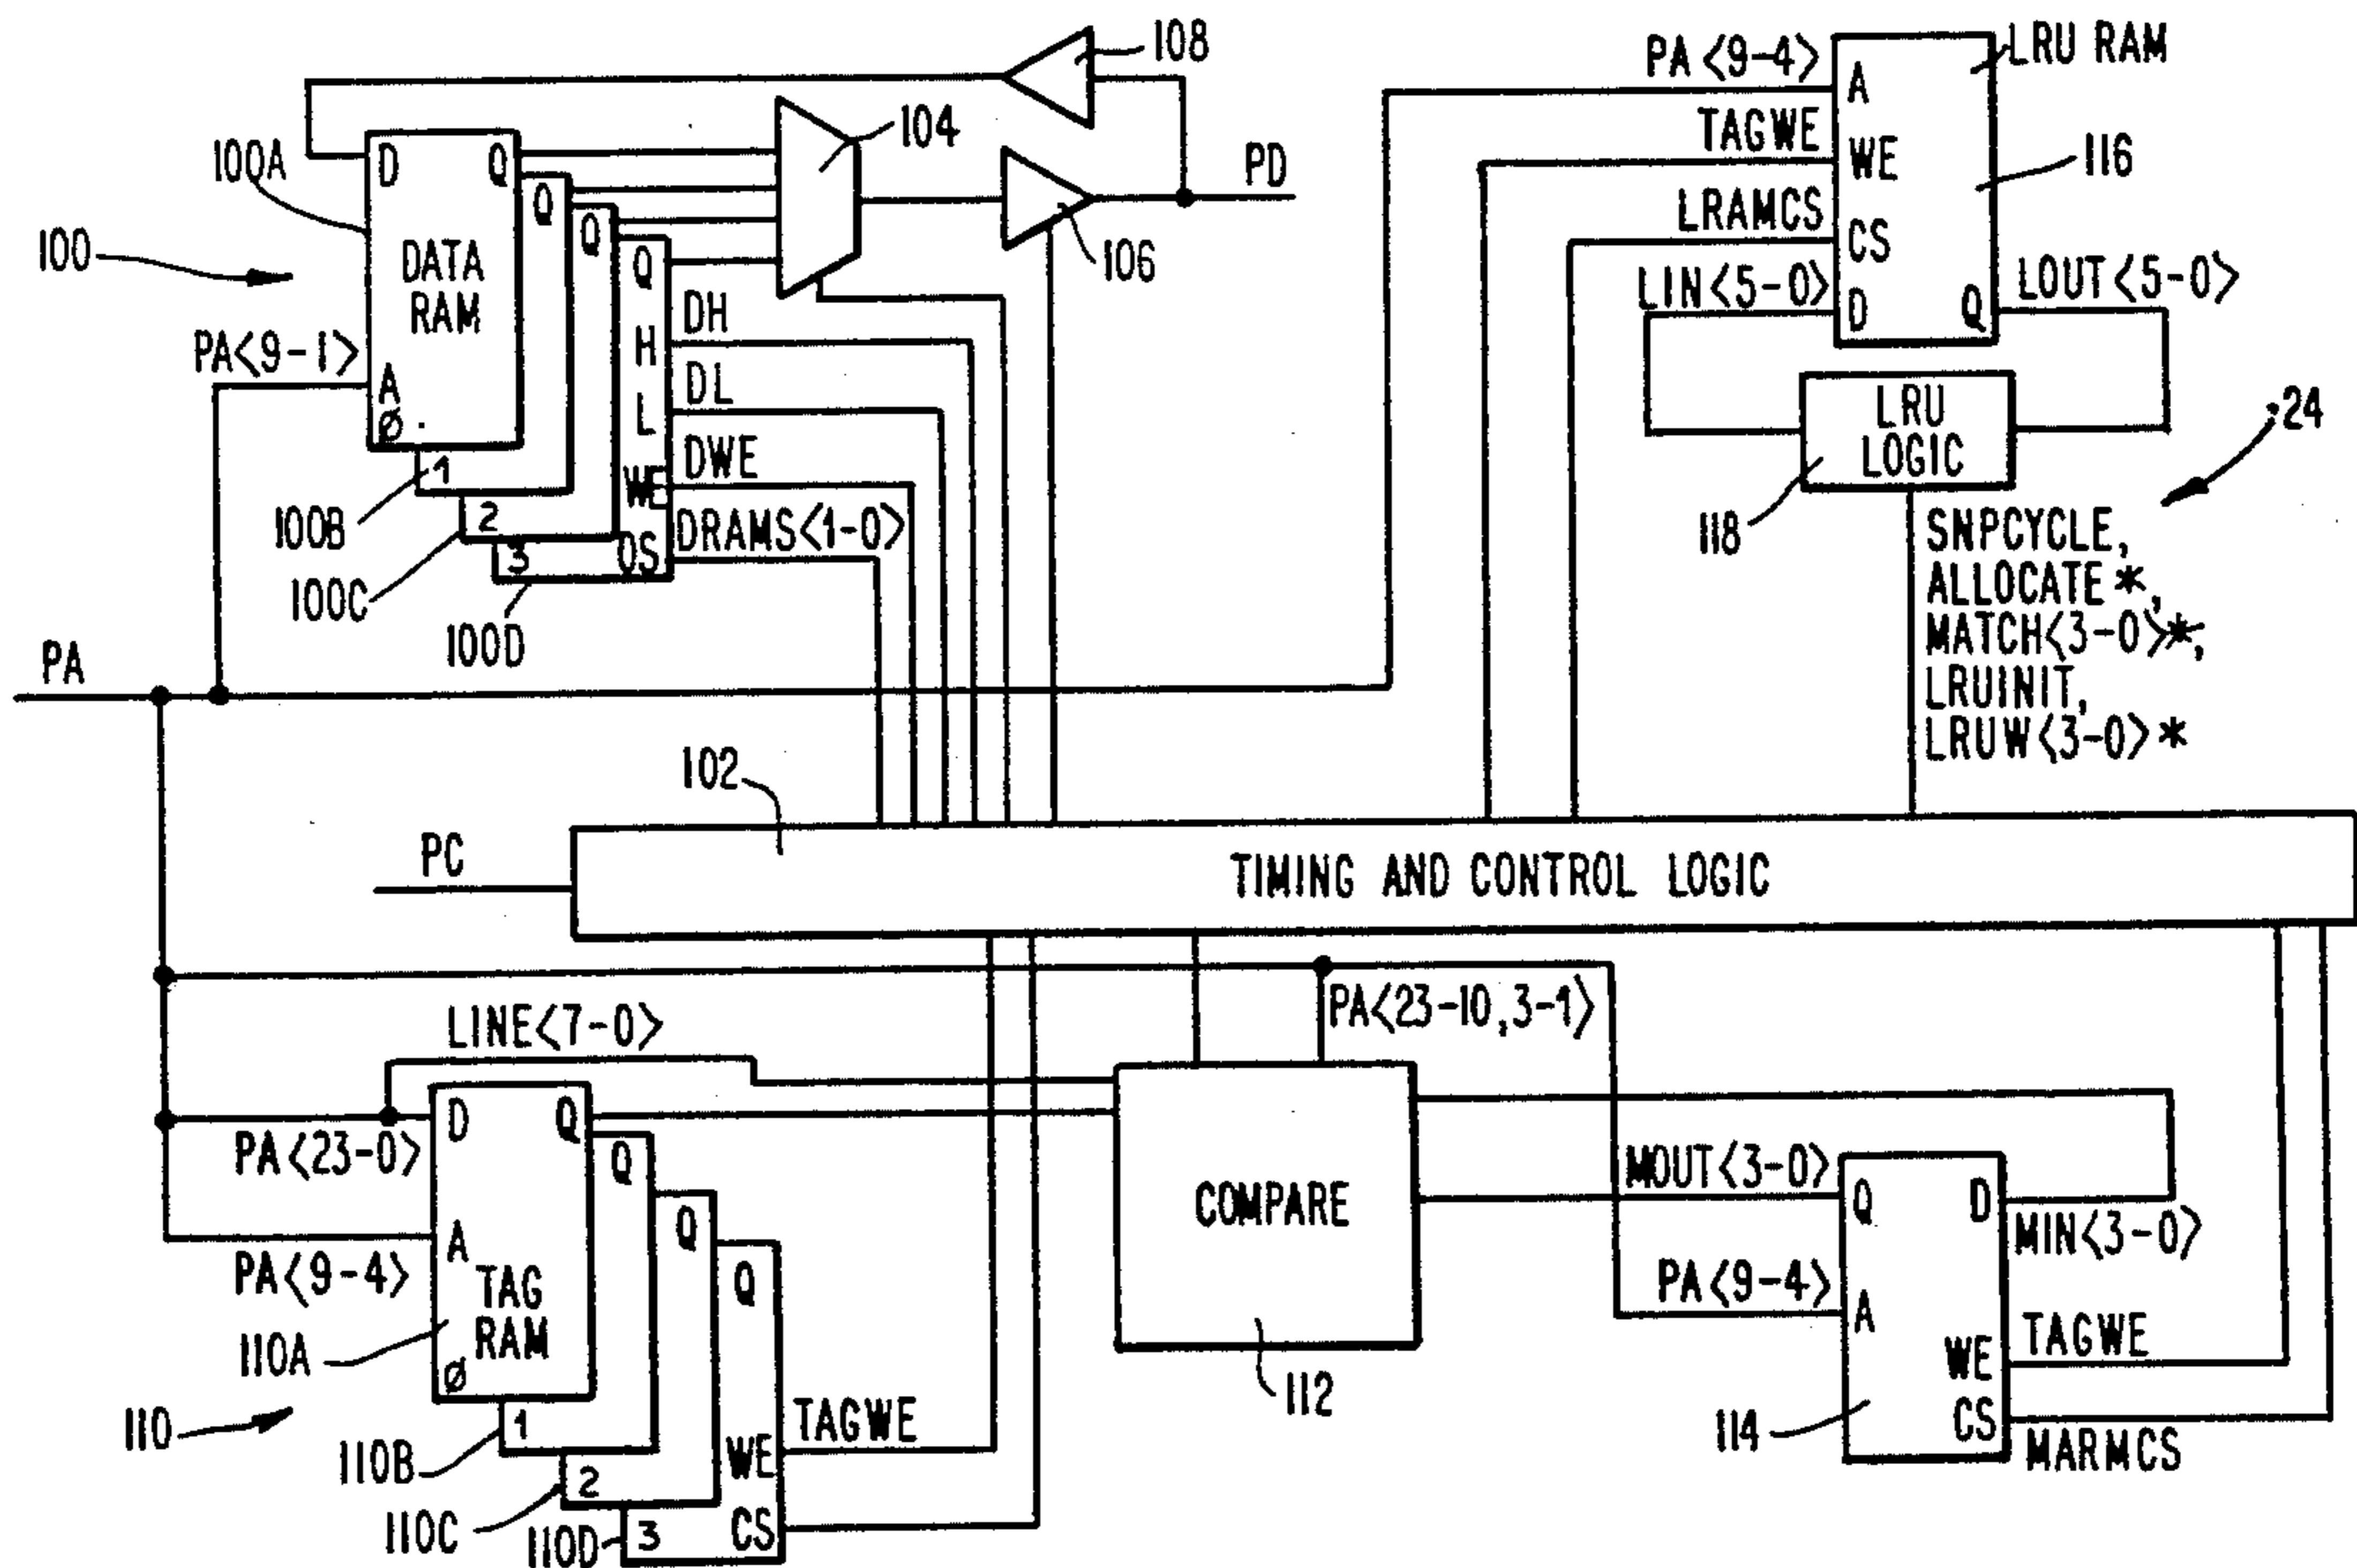 108
100A
D
Q
104
DATA
RAM
Q
Q
Q
H
L
WE
OS
100
PA<9-1>
A
Ø
1
2
3
100B
100C
100D
DH
DL
DWE
DRAMS<1-0>
106
PD
PA<9-4>
TAGWE
LRAMCS
LIN<5-0>
A
WE
CS
D
Q
LRU RAM
116
LOUT<5-0>
LRU
LOGIC
118
24
SNPCYCLE,
ALLOCATE*,
MATCH<3-0>*,
LRUINIT,
LRUW<3-0>*
PA
102
PC
TIMING AND CONTROL LOGIC
LINE<7-0>
PA<23-10,3-1>
PA<23-0>
D
Q
PA<9-4>
A
TAG
RAM
Ø
110A
Q
Q
Q
110
1
110B
2
110C
3
110D
WE
CS
TAGWE
COMPARE
112
MOUT<3-0>
PA<9-4>
Q
D
A
WE
CS
MIN<3-0>
TAGWE
MARMCS
114